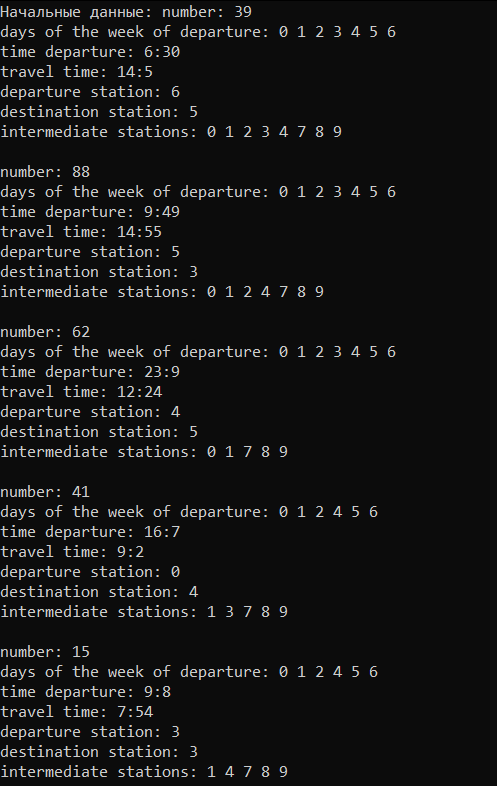 Начальные данные: number: 39
days of the week of departure: 0 1 2 3 4 5 6
time departure: 6:30
travel time: 14:5
departure station: 6
destination station: 5
intermediate stations: 0 1 2 3 4 7 8 9
number: 88
days of the week of departure: 0 1 2 3 4 5 6
time departure: 9:49
travel time: 14:55
departure station: 5
destination station: 3
intermediate stations: 0 1 2 4 7 8 9
number: 62
days of the week of departure: 0 1 2 3 4 5 6
time departure: 23:9
travel time: 12:24
departure station: 4
destination station: 5
intermediate stations: 0 1 7 8 9
number: 41
days of the week of departure: 0 1 2 4 5 6
time departure: 16:7
travel time: 9:2
departure station: 0
destination station: 4
intermediate stations: 1 3 7 8 9
number: 15
days of the week of departure: 0 1 2 4 5 6
time departure: 9:8
travel time: 7:54
departure station: 3
destination station: 3
intermediate stations: 1 4 7 8 9